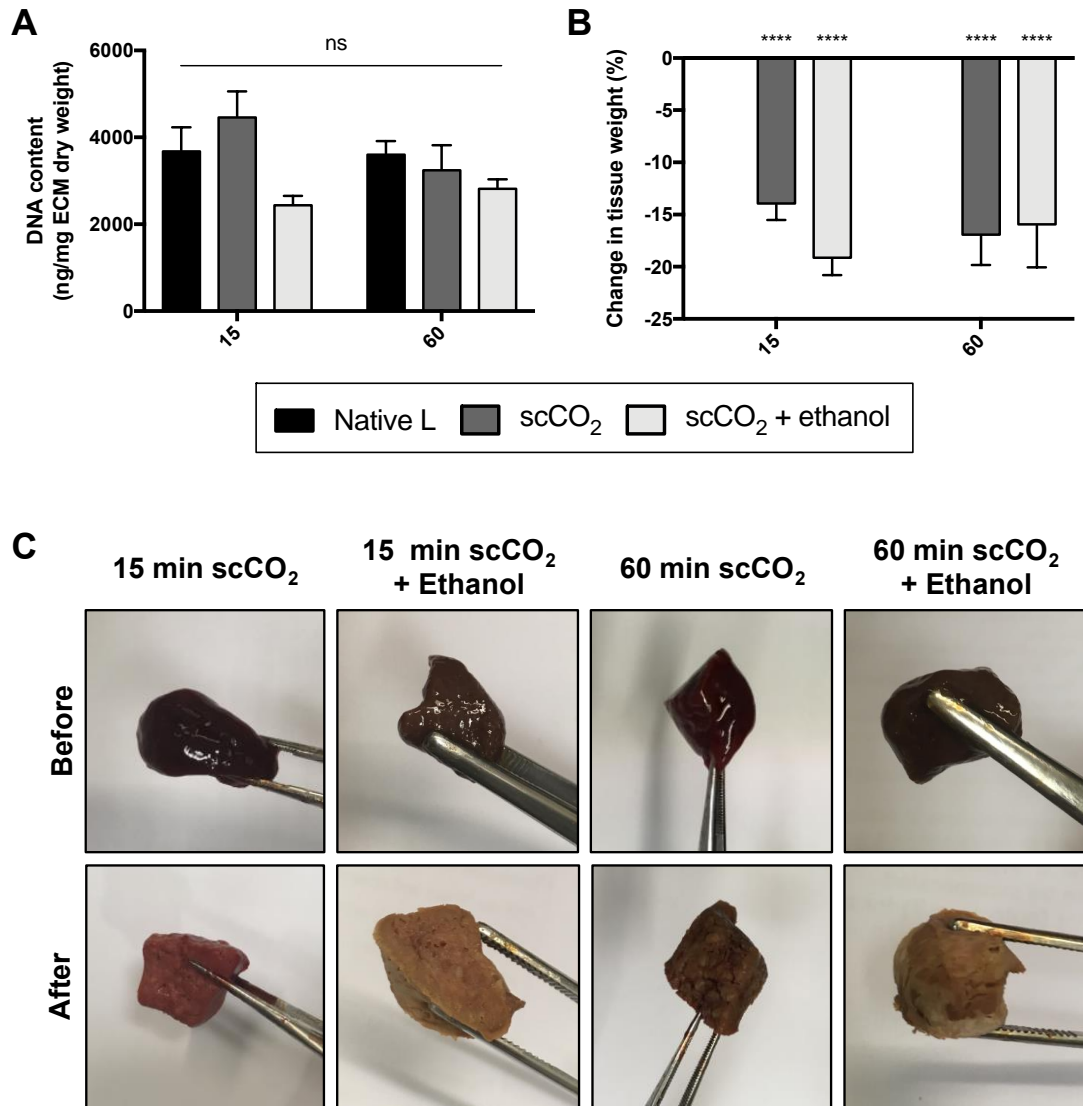 A
DNA content
(ng/mg ECM dry weight)
6000
4000
2000
0
ns
15
60
B
Change in tissue weight (%)
0
-5
-10
-15
-20
-25
**** **** **** ****
15
60
Native L scCO₂ scCO₂ + ethanol
C
15 min scCO₂
15 min scCO₂
+ Ethanol
60 min scCO₂
60 min scCO₂
+ Ethanol
Before
After